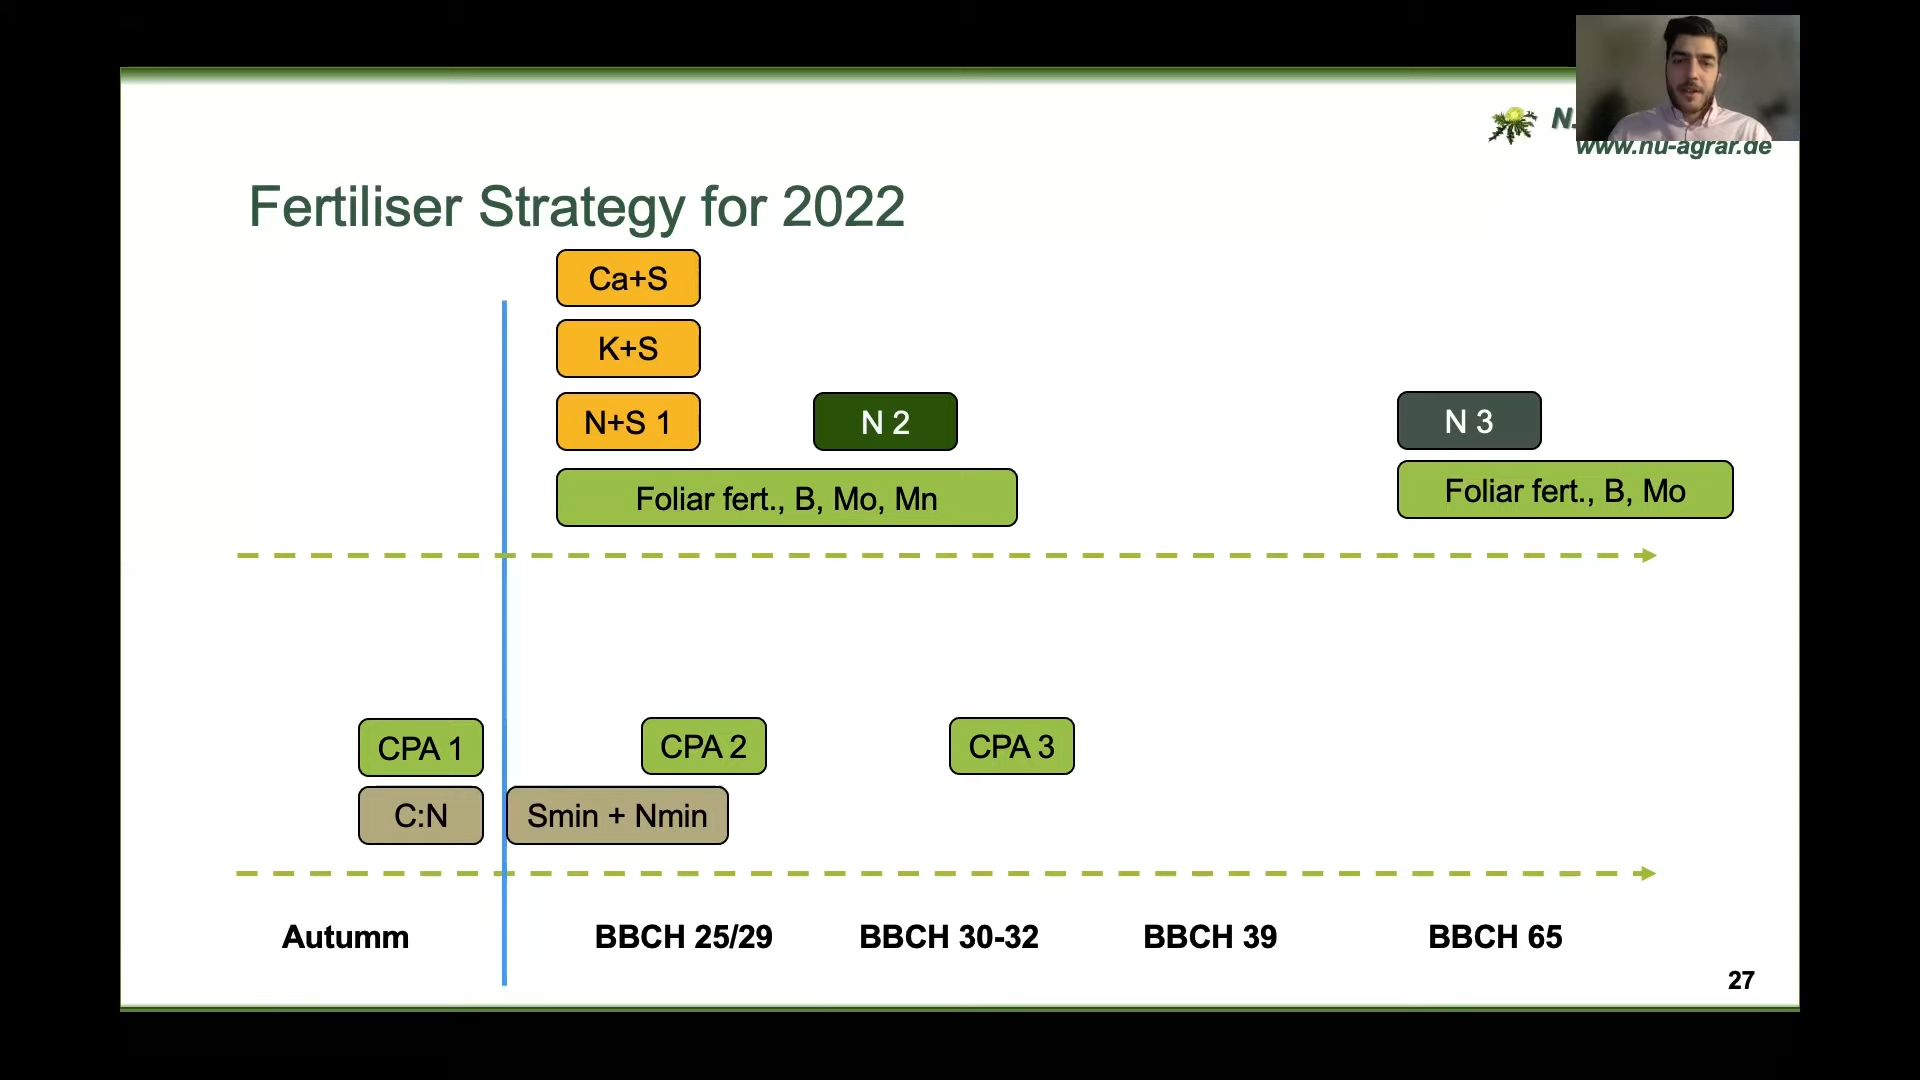 www.nu-agrar.de
Fertiliser Strategy for 2022
Ca+S
K+S
N+S 1
N 2
N 3
Foliar fert., B, Mo, Mn
Foliar fert., B, Mo
CPA 1
CPA 2
CPA 3
C:N
Smin + Nmin
Autumm
BBCH 25/29
BBCH 30-32
BBCH 39
BBCH 65
27